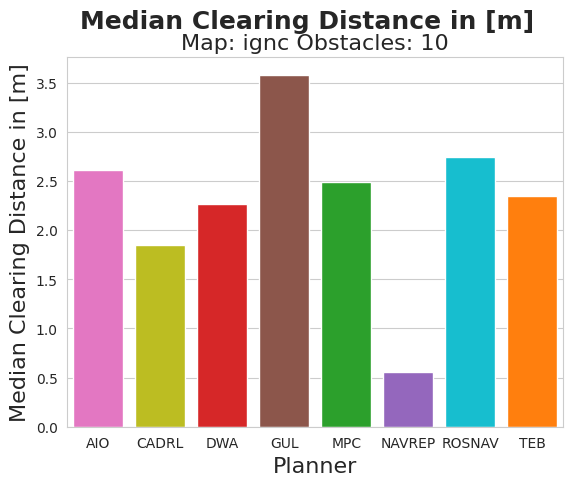 Median Clearing Distance in [m]
Map: ignc Obstacles: 10
Median Clearing Distance in [m]
3.5
3.0
2.5
2.0
1.5
1.0
0.5
0.0
AIO CADRL DWA GUL MPC NAVREP ROSNAV TEB
Planner